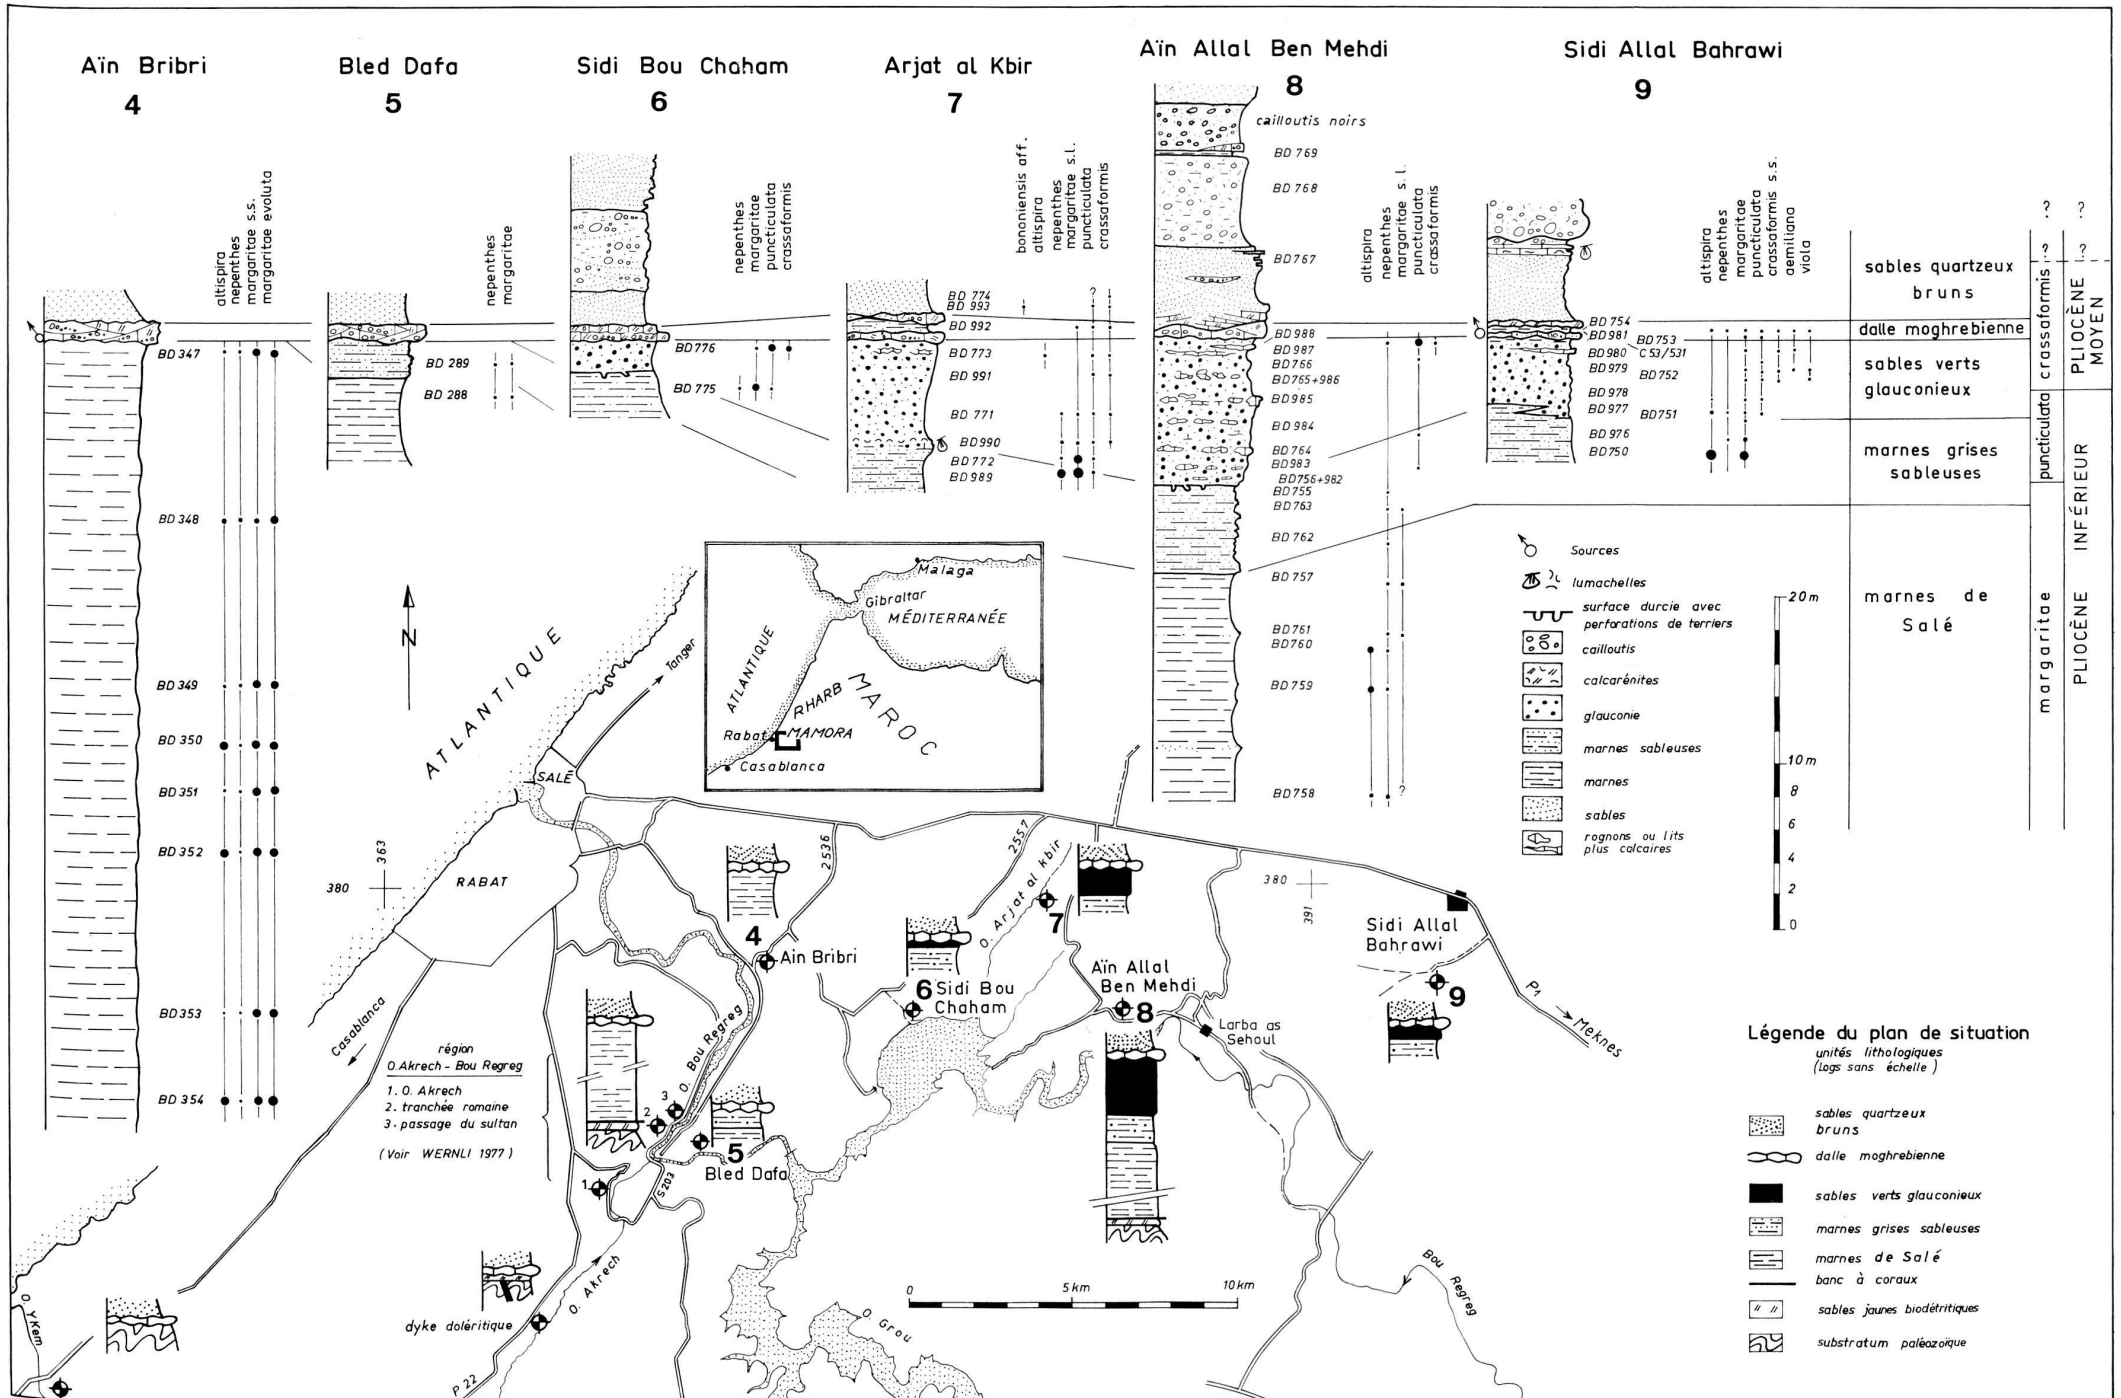 Aïn Bribri
4
Bled Dafa
5
Sidi Bou Chaham
6
Arjat al Kbir
7
Aïn Allal Ben Mehdi
8
Sidi Allal Bahrawi
9
altispira
nepenthes
margaritae s.s.
margaritae evoluta
BD 347
BD 348
BD 349
BD 350
BD 351
BD 352
BD 353
BD 354
nepenthes
margaritae
BD 289
BD 288
nepenthes
margaritae
puncticulata
crassaformis
BD 776
BD 775
bononiensis aff.
altispira
nepenthes
margaritae s.l.
puncticulata
crassaformis
?
BD 774
BD 993
BD 992
BD 773
BD 991
BD 771
BD 990
BD 772
BD 989
cailloutis noirs
BD 769
BD 768
BD 767
altispira
nepenthes
margaritae s.l.
puncticulata
crassaformis
BD 988
BD 987
BD 766
BD 765+986
BD 985
BD 984
BD 764
BD 983
BD 756+982
BD 755
BD 763
BD 762
BD 757
BD 761
BD 760
BD 759
BD 758
?
altispira
nepenthes
margaritae
puncticulata
crassaformis s.s.
aemiliana
viola
BD 754
BD 981
BD 753
BD 980
C 53/531
BD 979
BD 752
BD 978
BD 977
BD 751
BD 976
BD 750
sables quartzeux
bruns
dalle moghrebienne
sables verts
glauconieux
marnes grises
sableuses
marnes de
Salé
?
?
crassaformis
puncticulata
margaritae
?
?
PLIOCÈNE
MOYEN
PLIOCÈNE INFÉRIEUR
Sources
lumachelles
surface durcie avec
perforations de terriers
cailloutis
calcarénites
glauconie
marnes sableuses
marnes
sables
rognons ou lits
plus calcaires
20 m
10 m
8
6
4
2
0
N
ATLANTIQUE
Tanger
SALÉ
RABAT
363
380
Casablanca
Malaga
Gibraltar
MÉDITERRANÉE
ATLANTIQUE
RHARB
MAROC
Rabat
MAMORA
Casablanca
2536
2557
O. Arjat al kbir
380
391
4
Ain Bribri
6
Sidi Bou
Chaham
7
Aïn Allal
Ben Mehdi
8
Larba as
Sehoul
Sidi Allal
Bahrawi
9
P1
Meknes
O. Bou Regreg
région
O.Akrech - Bou Regreg
1. O. Akrech
2. tranchée romaine
3. passage du sultan
(Voir WERNLI 1977)
1
2
3
5
Bled Dafa
S 203
O. Akrech
dyke doléritique
P 22
O. Ykem
O. Grou
Bou Regreg
0
5 km
10 km
Légende du plan de situation
unités lithologiques
(logs sans échelle)
sables quartzeux
bruns
dalle moghrebienne
sables verts glauconieux
marnes grises sableuses
marnes de Salé
banc à coraux
sables jaunes biodétritiques
substratum paléozoïque